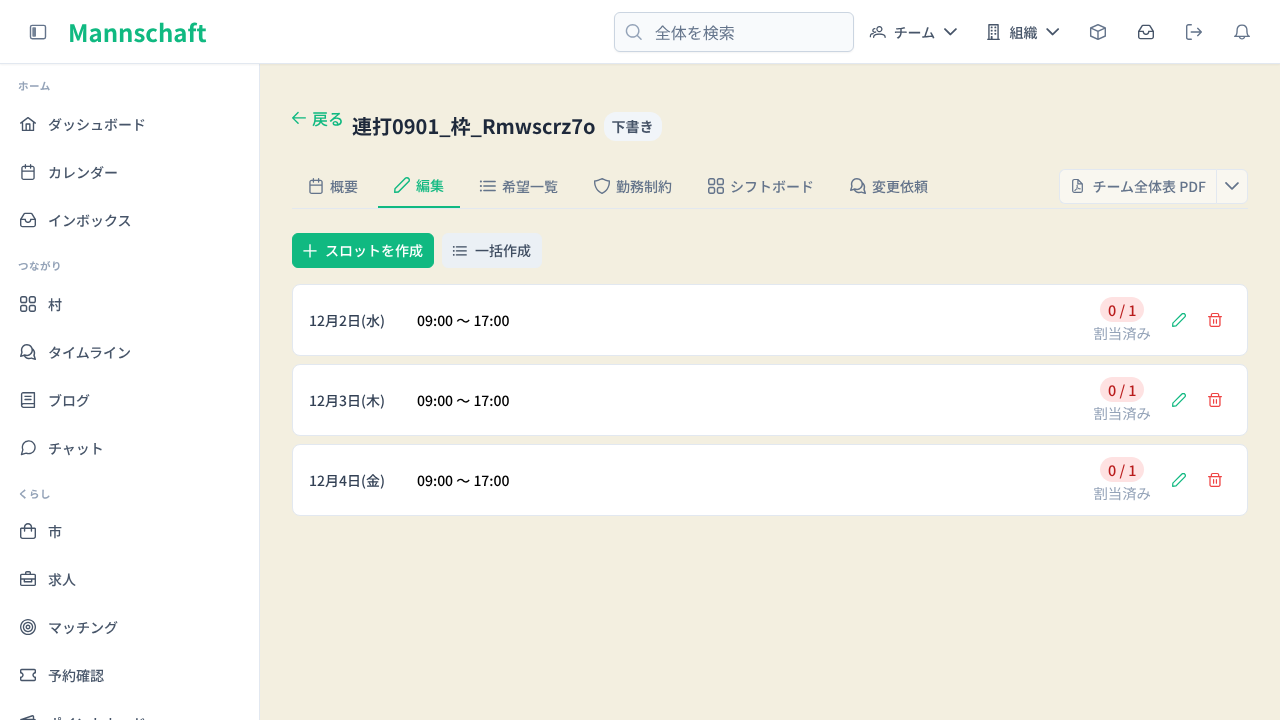 Mannschaft
全体を検索
チーム
組織
ホーム
ダッシュボード
カレンダー
インボックス
つながり
村
タイムライン
ブログ
チャット
くらし
市
求人
マッチング
予約確認
戻る
連打0901_枠_Rmwscrz7o
下書き
概要
編集
希望一覧
勤務制約
シフトボード
変更依頼
チーム全体表 PDF
スロットを作成
一括作成
12月2日(水) 09:00 〜 17:00
0 / 1
割当済み
12月3日(木) 09:00 〜 17:00
0 / 1
割当済み
12月4日(金) 09:00 〜 17:00
0 / 1
割当済み